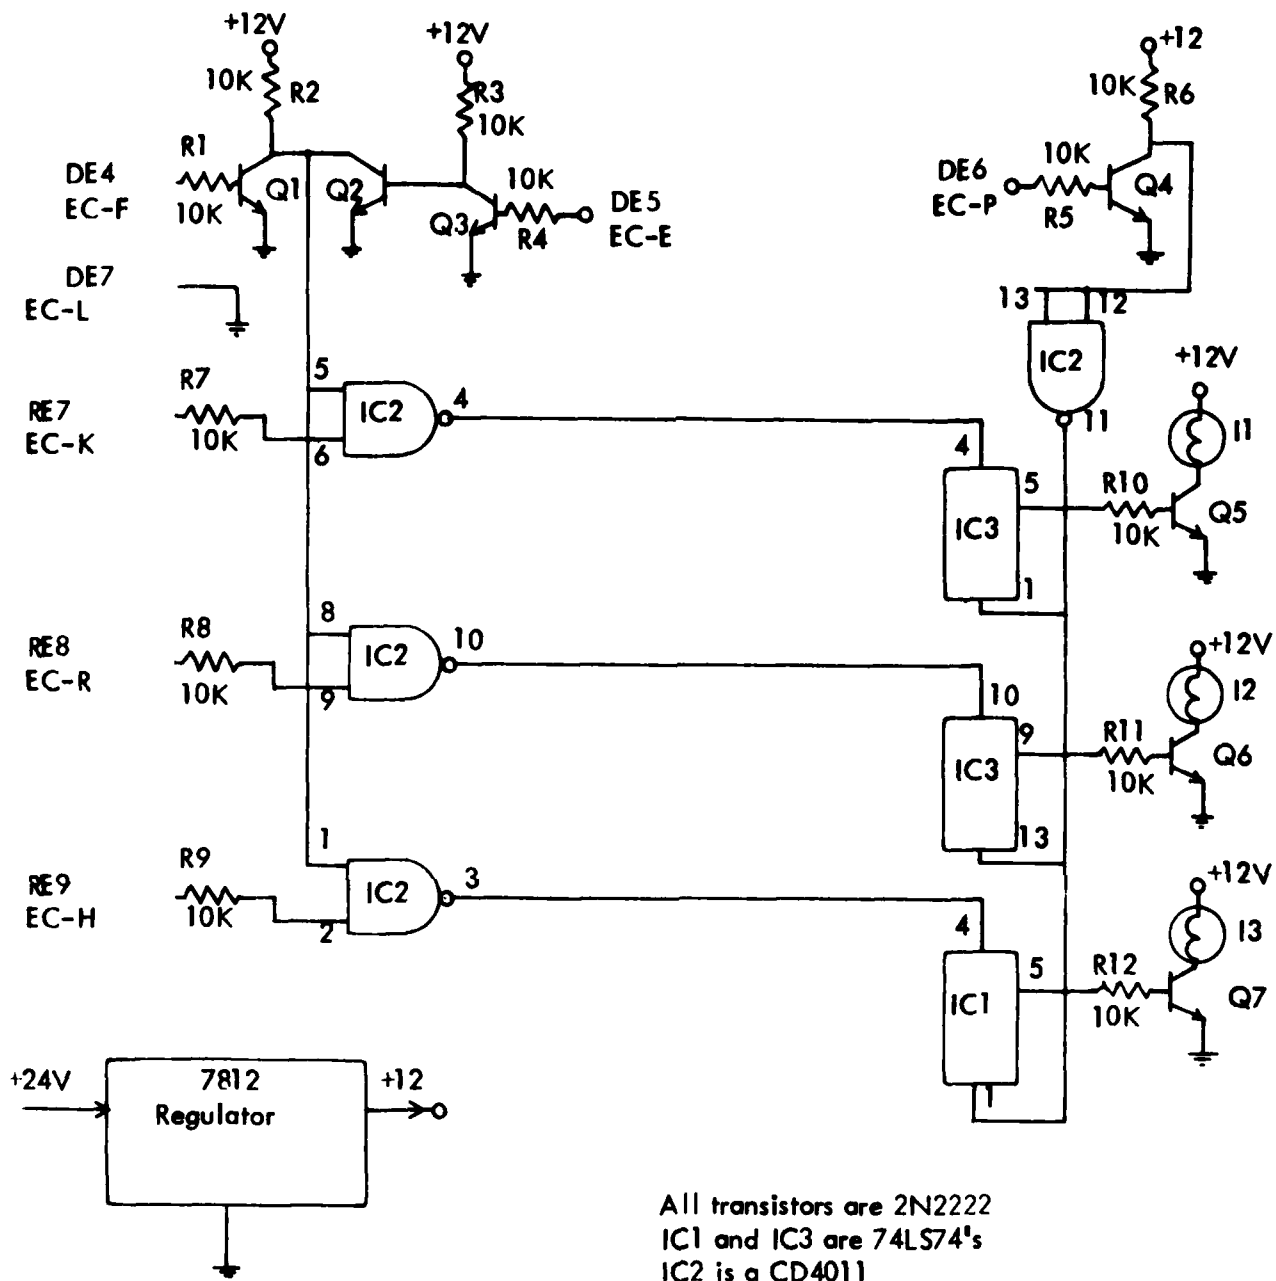 +12V
10K
R2
+12V
R3
10K
+12
10K
R6
R1
10K
DE4
EC-F
Q1
Q2
10K
R4
Q3
DE5
EC-E
DE6
EC-P
10K
R5
Q4
DE7
EC-L
13
12
IC2
11
+12V
I1
R7
10K
RE7
EC-K
5
6
IC2
4
4
5
IC3
1
R10
10K
Q5
R8
10K
RE8
EC-R
8
9
IC2
10
10
9
IC3
13
R11
10K
+12V
I2
Q6
R9
10K
RE9
EC-H
1
2
IC2
3
4
5
IC1
1
R12
10K
+12V
I3
Q7
+24V
7812
Regulator
+12
All transistors are 2N2222
IC1 and IC3 are 74LS74's
IC2 is a CD4011